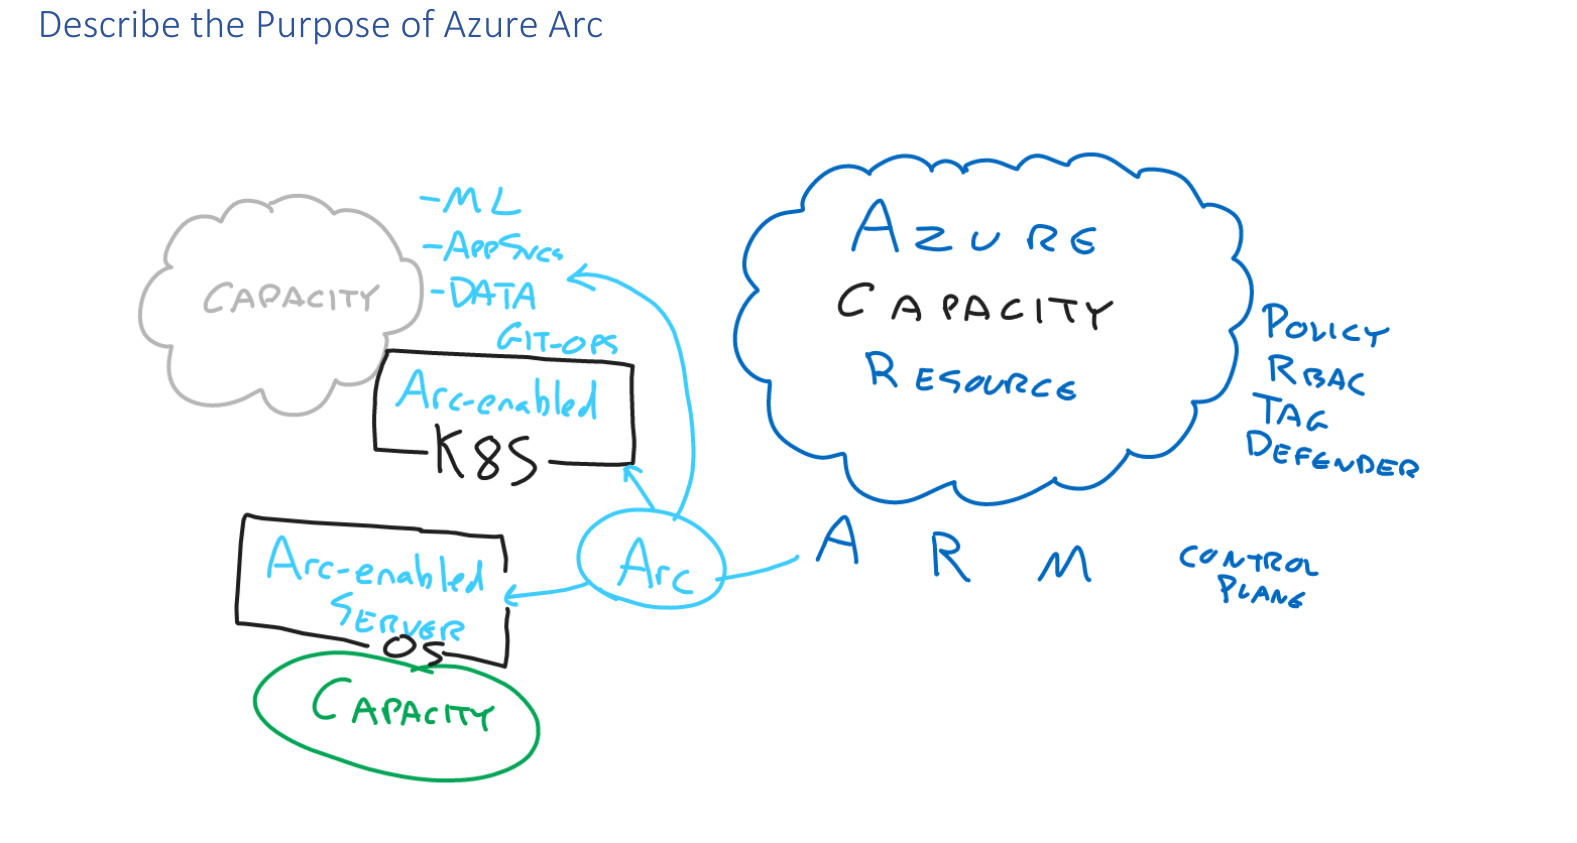 Describe the Purpose of Azure Arc
CAPACITY
-ML
-APPSVCS
-DATA
GIT-OPS
Arc-enabled
K8S
Arc-enabled
SERVER
OS
CAPACITY
Arc
AZURE
CAPACITY
RESOURCE
POLICY
RBAC
TAG
DEFENDER
ARM
CONTROL
PLANE